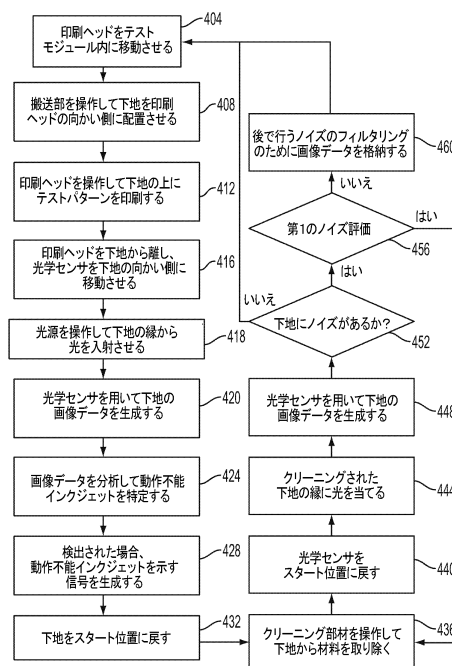 印刷ヘッドをテスト
モジュール内に移動させる
404
搬送部を操作して下地を印刷
ヘッドの向かい側に配置させる
408
印刷ヘッドを操作して下地の上に
テストパターンを印刷する
412
印刷ヘッドを下地から離し、
光学センサを下地の向かい側に
移動させる
416
光源を操作して下地の縁から
光を入射させる
418
光学センサを用いて下地の
画像データを生成する
420
画像データを分析して動作不能
インクジェットを特定する
424
検出された場合、
動作不能インクジェットを示す
信号を生成する
428
下地をスタート位置に戻す
432
クリーニング部材を操作して
下地から材料を取り除く
436
光学センサを
スタート位置に戻す
440
クリーニングされた
下地の縁に光を当てる
444
光学センサを用いて下地の
画像データを生成する
448
下地にノイズがあるか?
452
いいえ
はい
第1のノイズ評価
456
いいえ
はい
後で行うノイズのフィルタリング
のために画像データを格納する
460